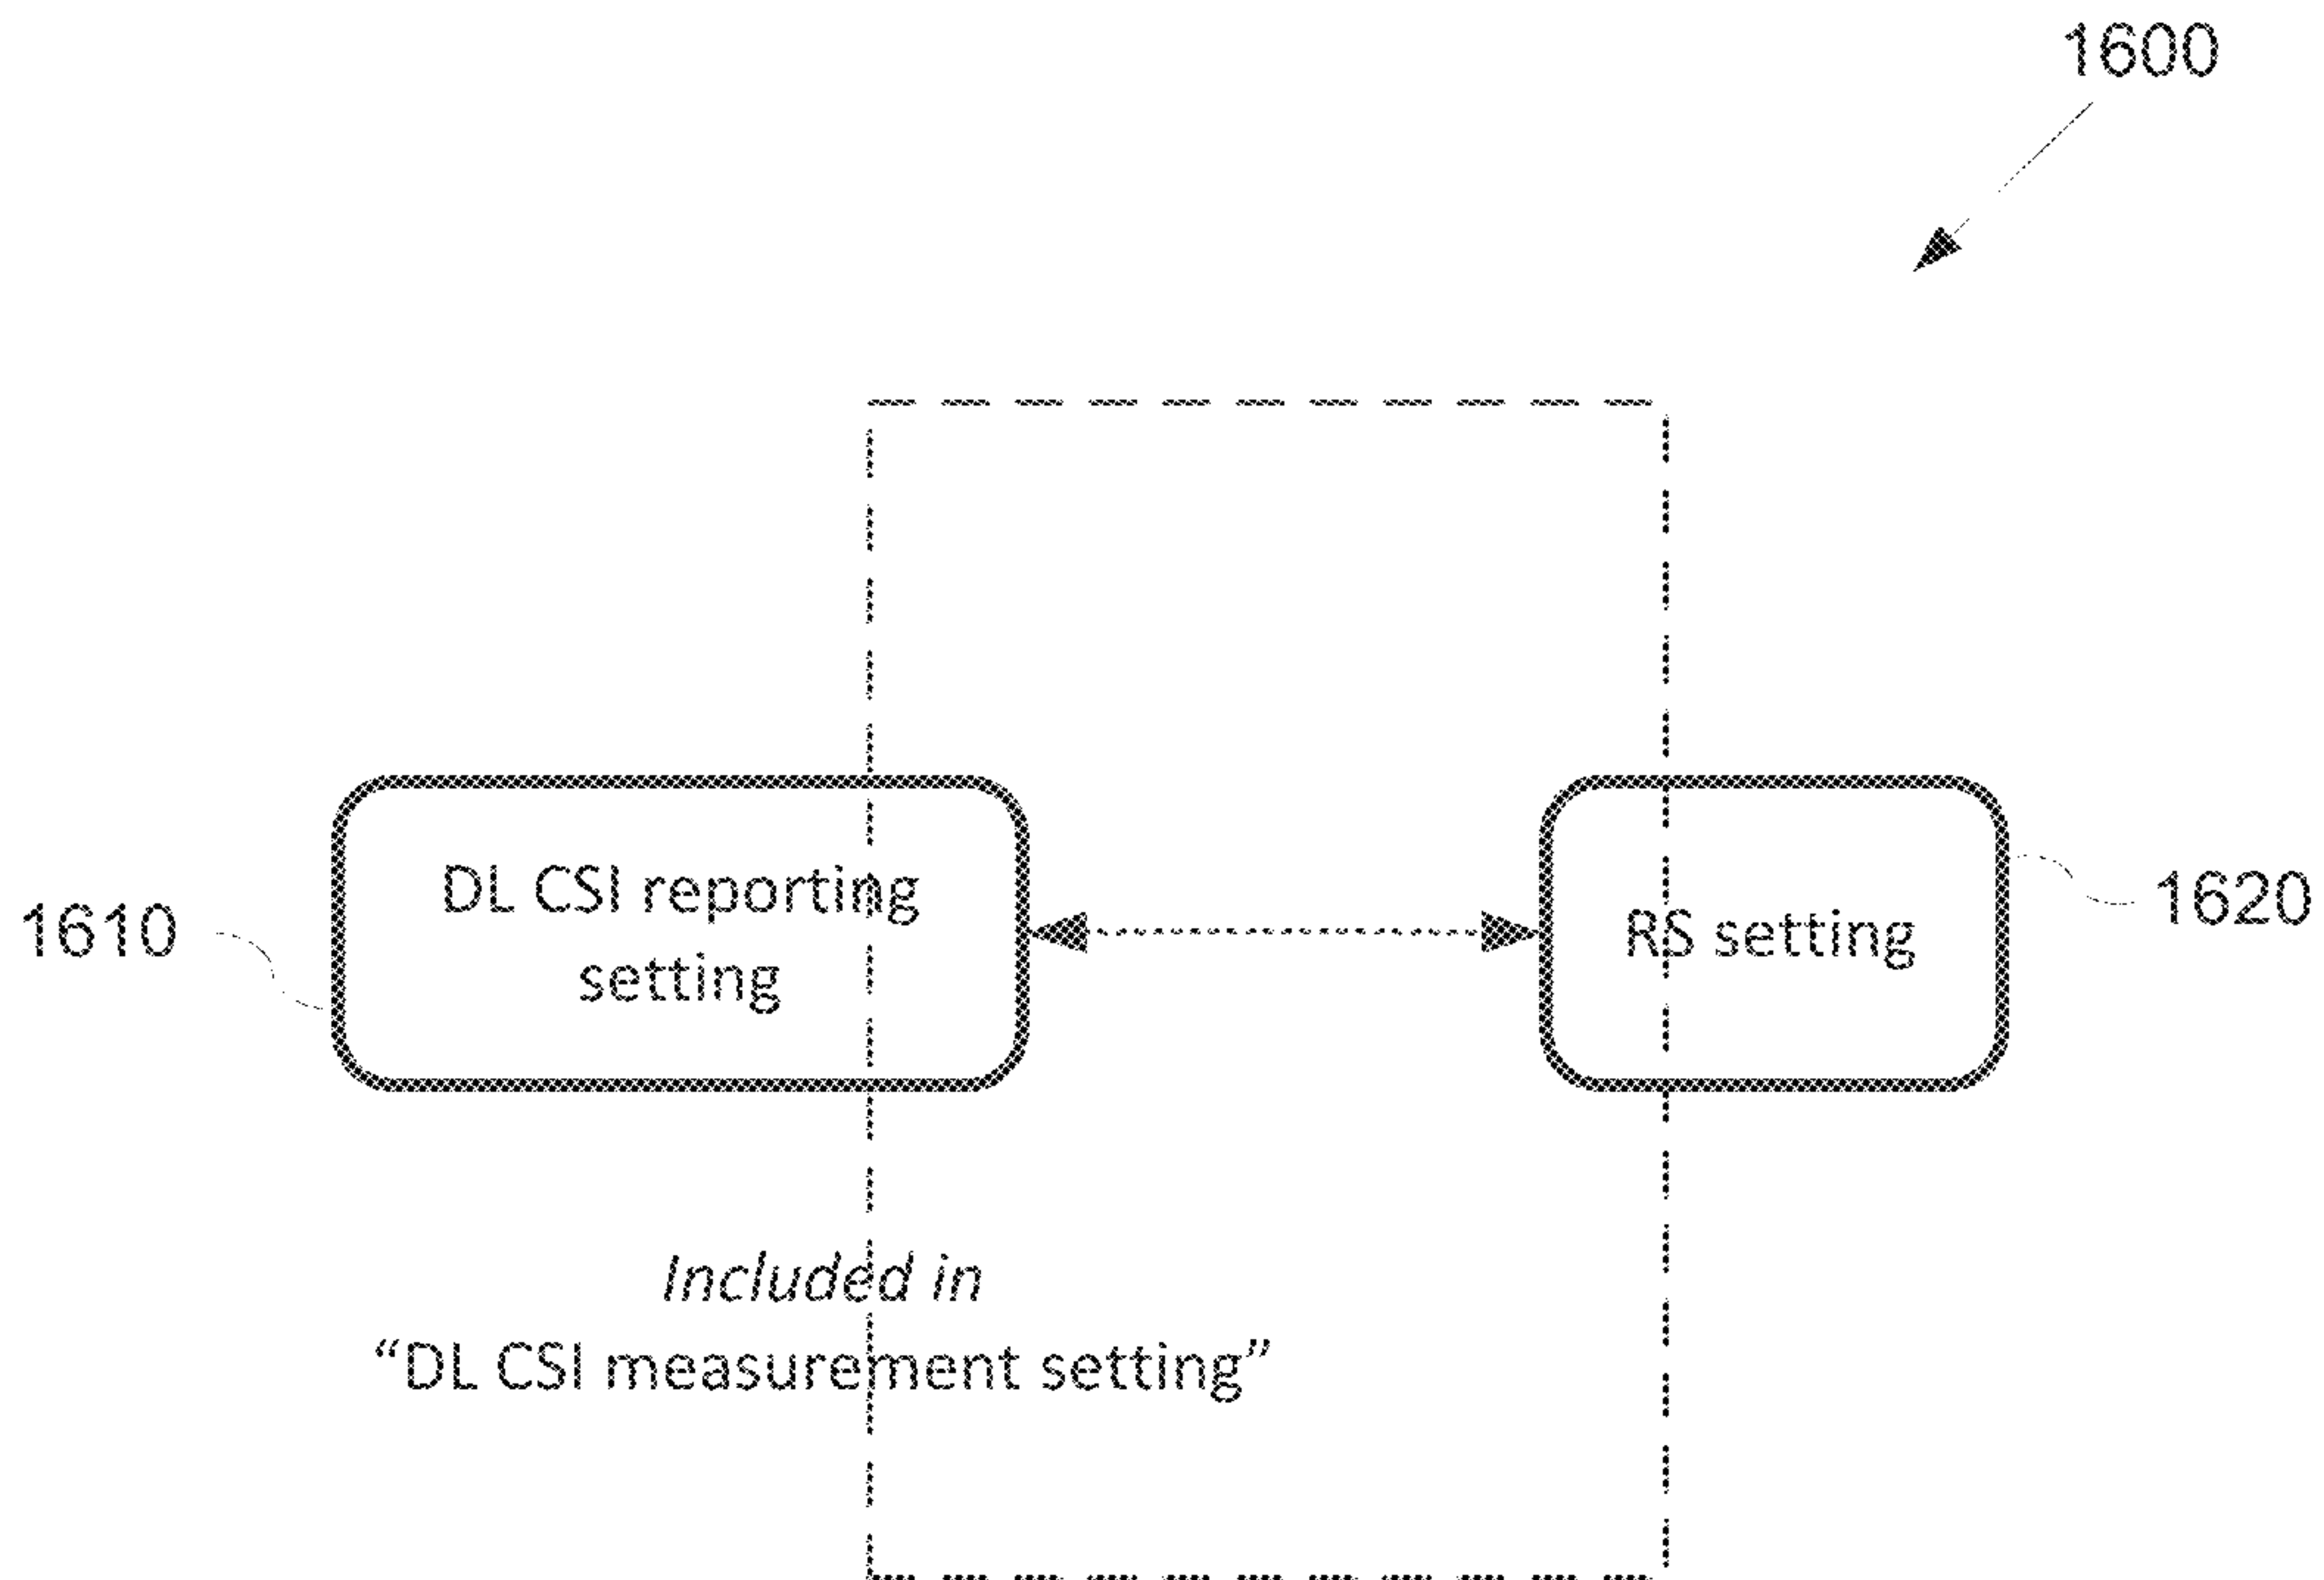 1600
DL CSI reporting
setting
RS setting
1610
1620
Included in
“DL CSI measurement setting”